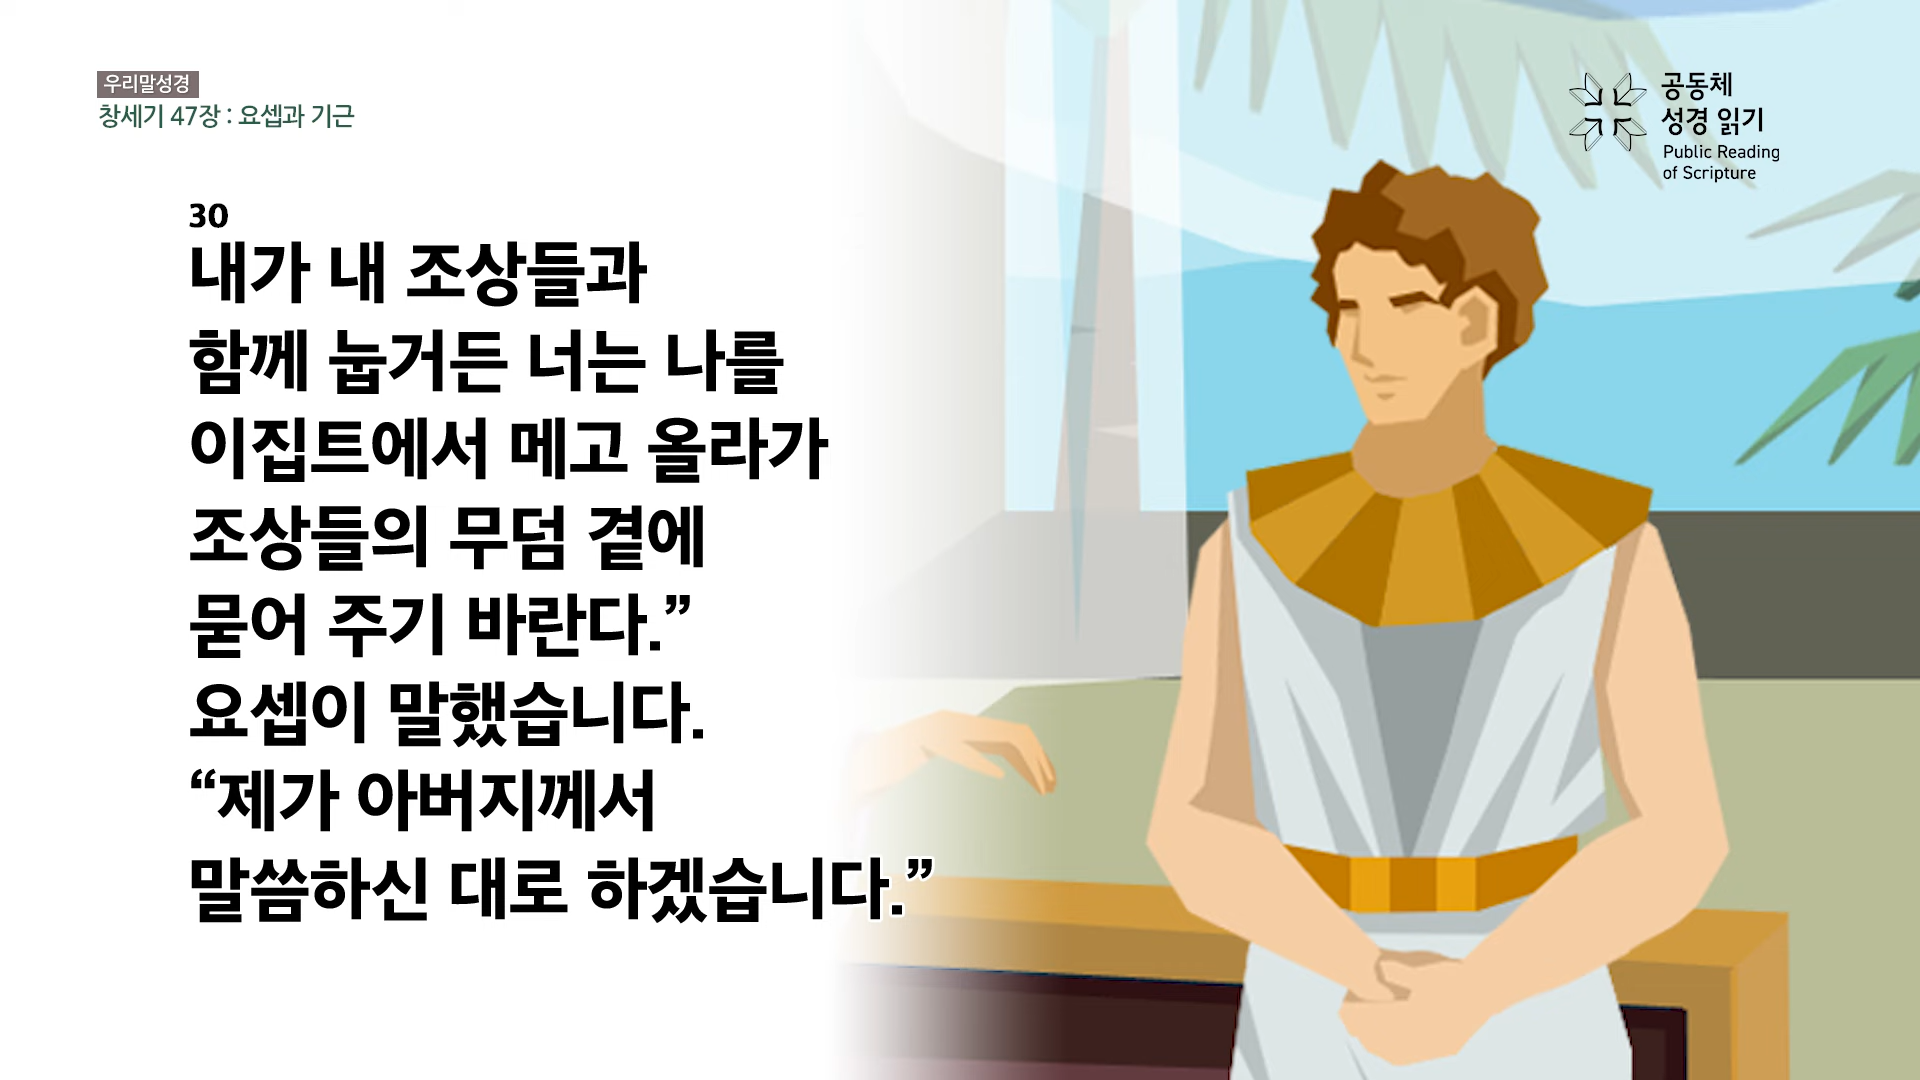 우리말성경
창세기 47장 : 요셉과 기근
공동체
성경 읽기
Public Reading
of Scripture
30
내가 내 조상들과
함께 눕거든 너는 나를
이집트에서 메고 올라가
조상들의 무덤 곁에
묻어 주기 바란다.”
요셉이 말했습니다.
“제가 아버지께서
말씀하신 대로 하겠습니다.”